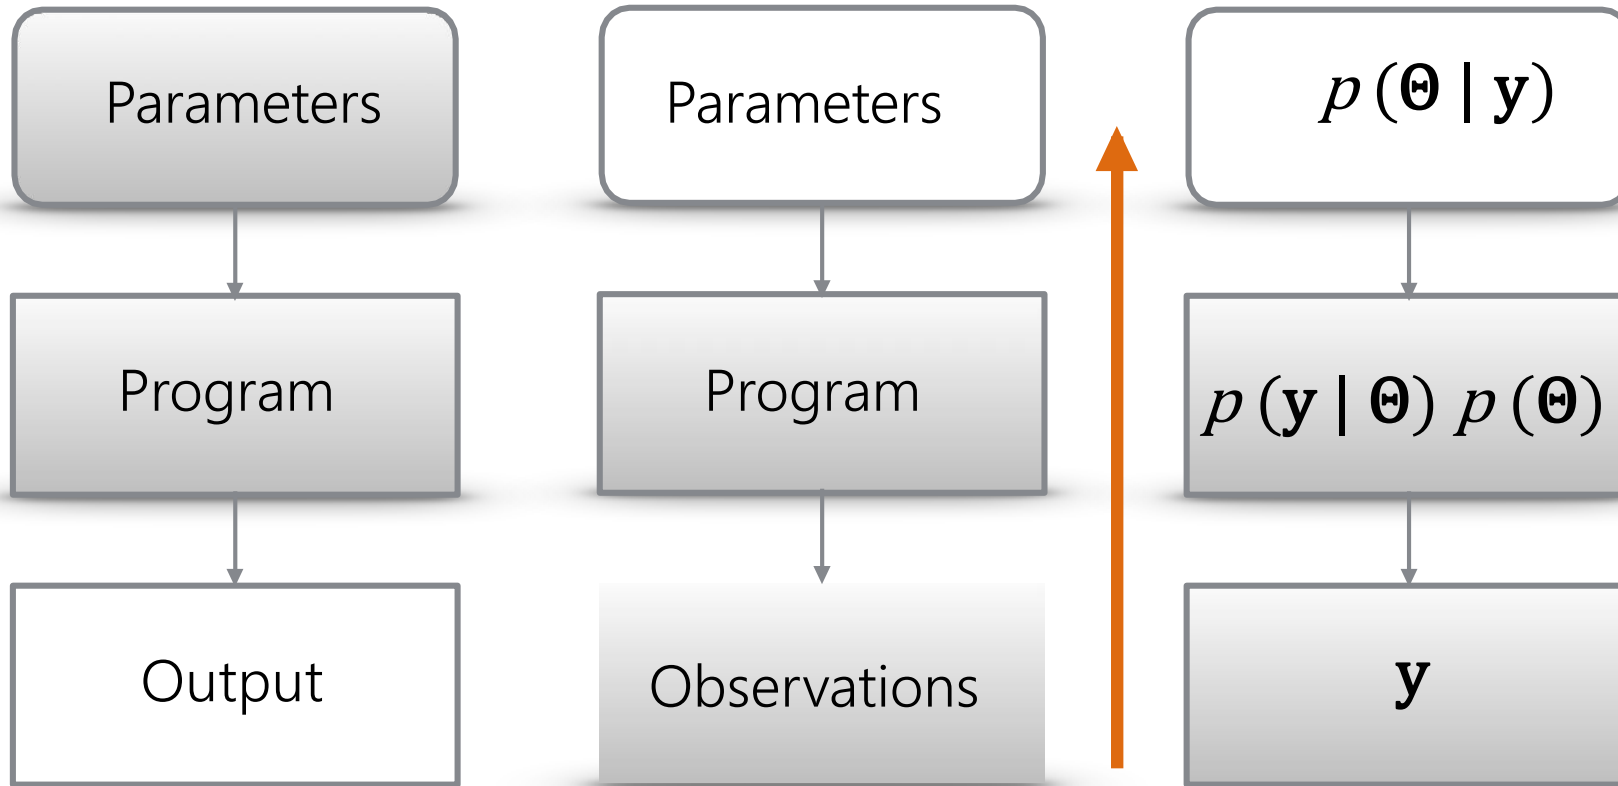 Parameters
Program
Output
Parameters
Program
Observations
p (Θ | y)
p (y | Θ) p (Θ)
y